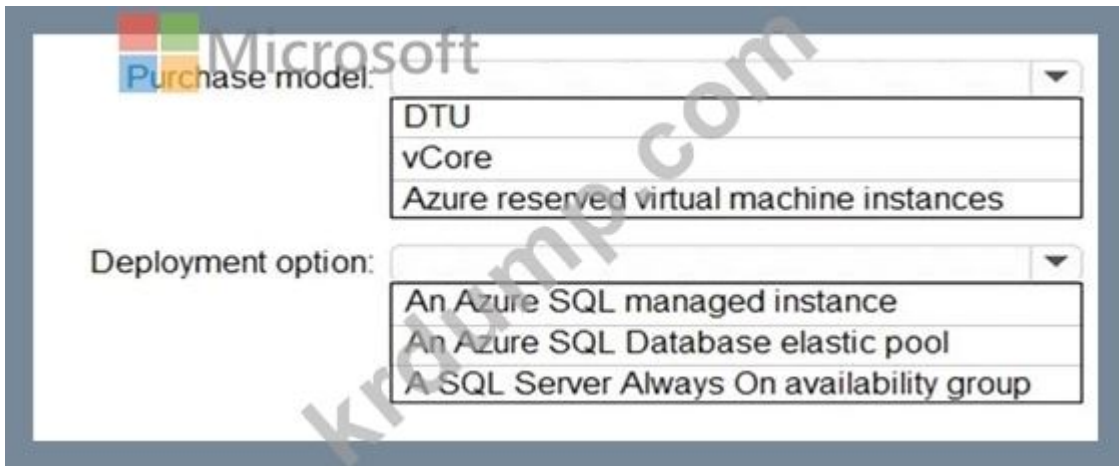 Microsoft
Purchase model:
DTU
vCore
Azure reserved virtual machine instances
Deployment option:
An Azure SQL managed instance
An Azure SQL Database elastic pool
A SQL Server Always On availability group
krdump.com